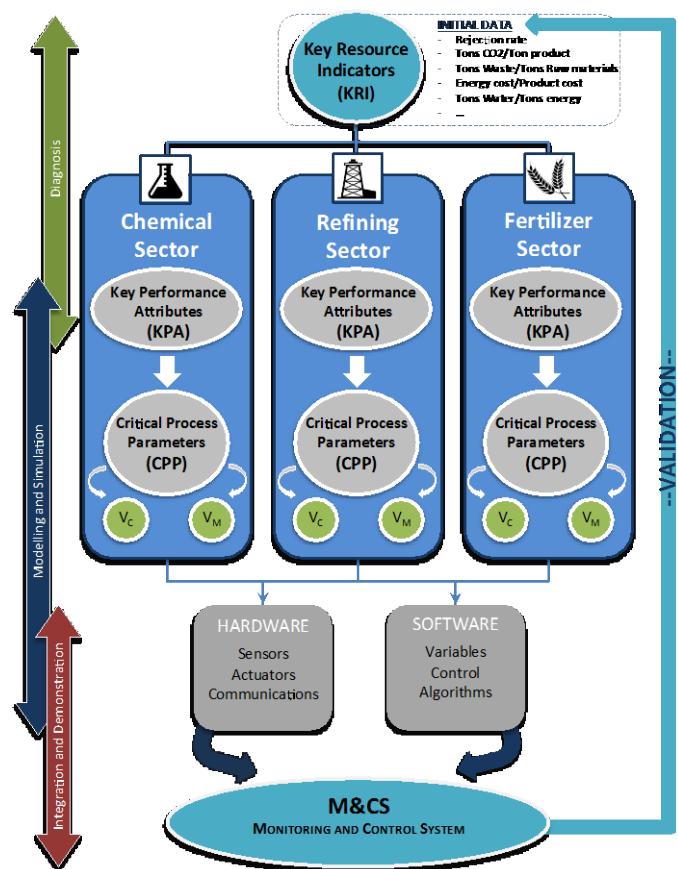 Key Resource
Indicators
(KRI)
INITIAL DATA
- Rejection rate
- Tons CO2/Ton product
- Tons Waste/Tons Raw materials
- Energy cost/Product cost
- Tons Water/Tons energy
- ...
Diagnosis
Modelling and Simulation
Integration and Demonstration
Chemical
Sector
Key Performance
Attributes
(KPA)
Critical Process
Parameters
(CPP)
VC
VM
Refining
Sector
Key Performance
Attributes
(KPA)
Critical Process
Parameters
(CPP)
VC
VM
Fertilizer
Sector
Key Performance
Attributes
(KPA)
Critical Process
Parameters
(CPP)
VC
VM
--VALIDATION--
HARDWARE
Sensors
Actuators
Communications
SOFTWARE
Variables
Control
Algorithms
M&CS
MONITORING AND CONTROL SYSTEM